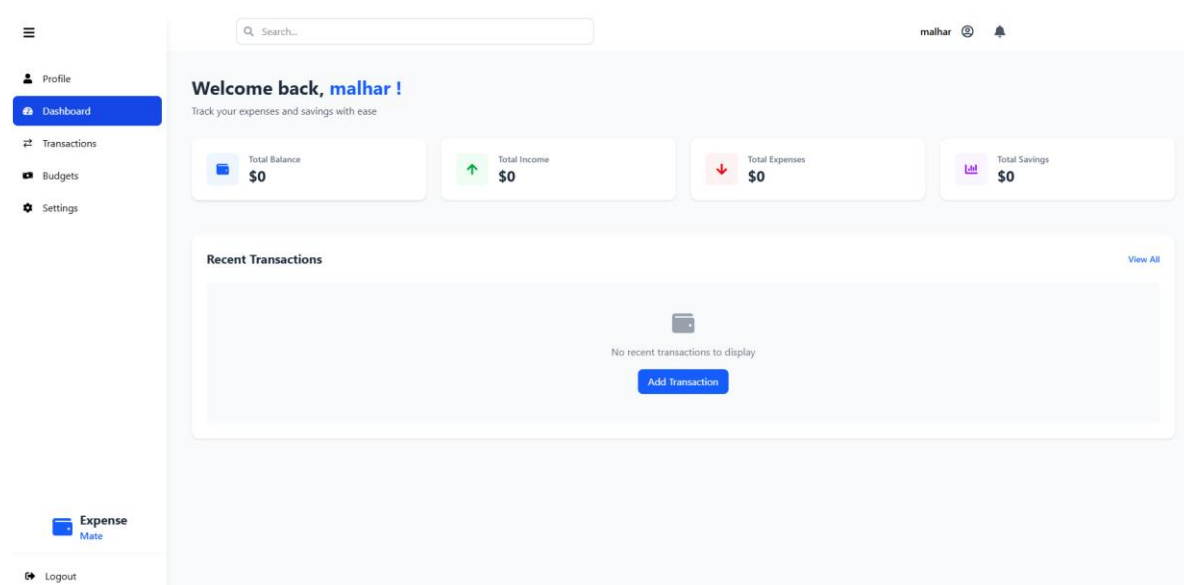 Search...
malhar
Profile
Dashboard
Transactions
Budgets
Settings
Expense
Mate
Logout
Welcome back, malhar !
Track your expenses and savings with ease
Total Balance
$0
Total Income
$0
Total Expenses
$0
Total Savings
$0
Recent Transactions
View All
No recent transactions to display
Add Transaction